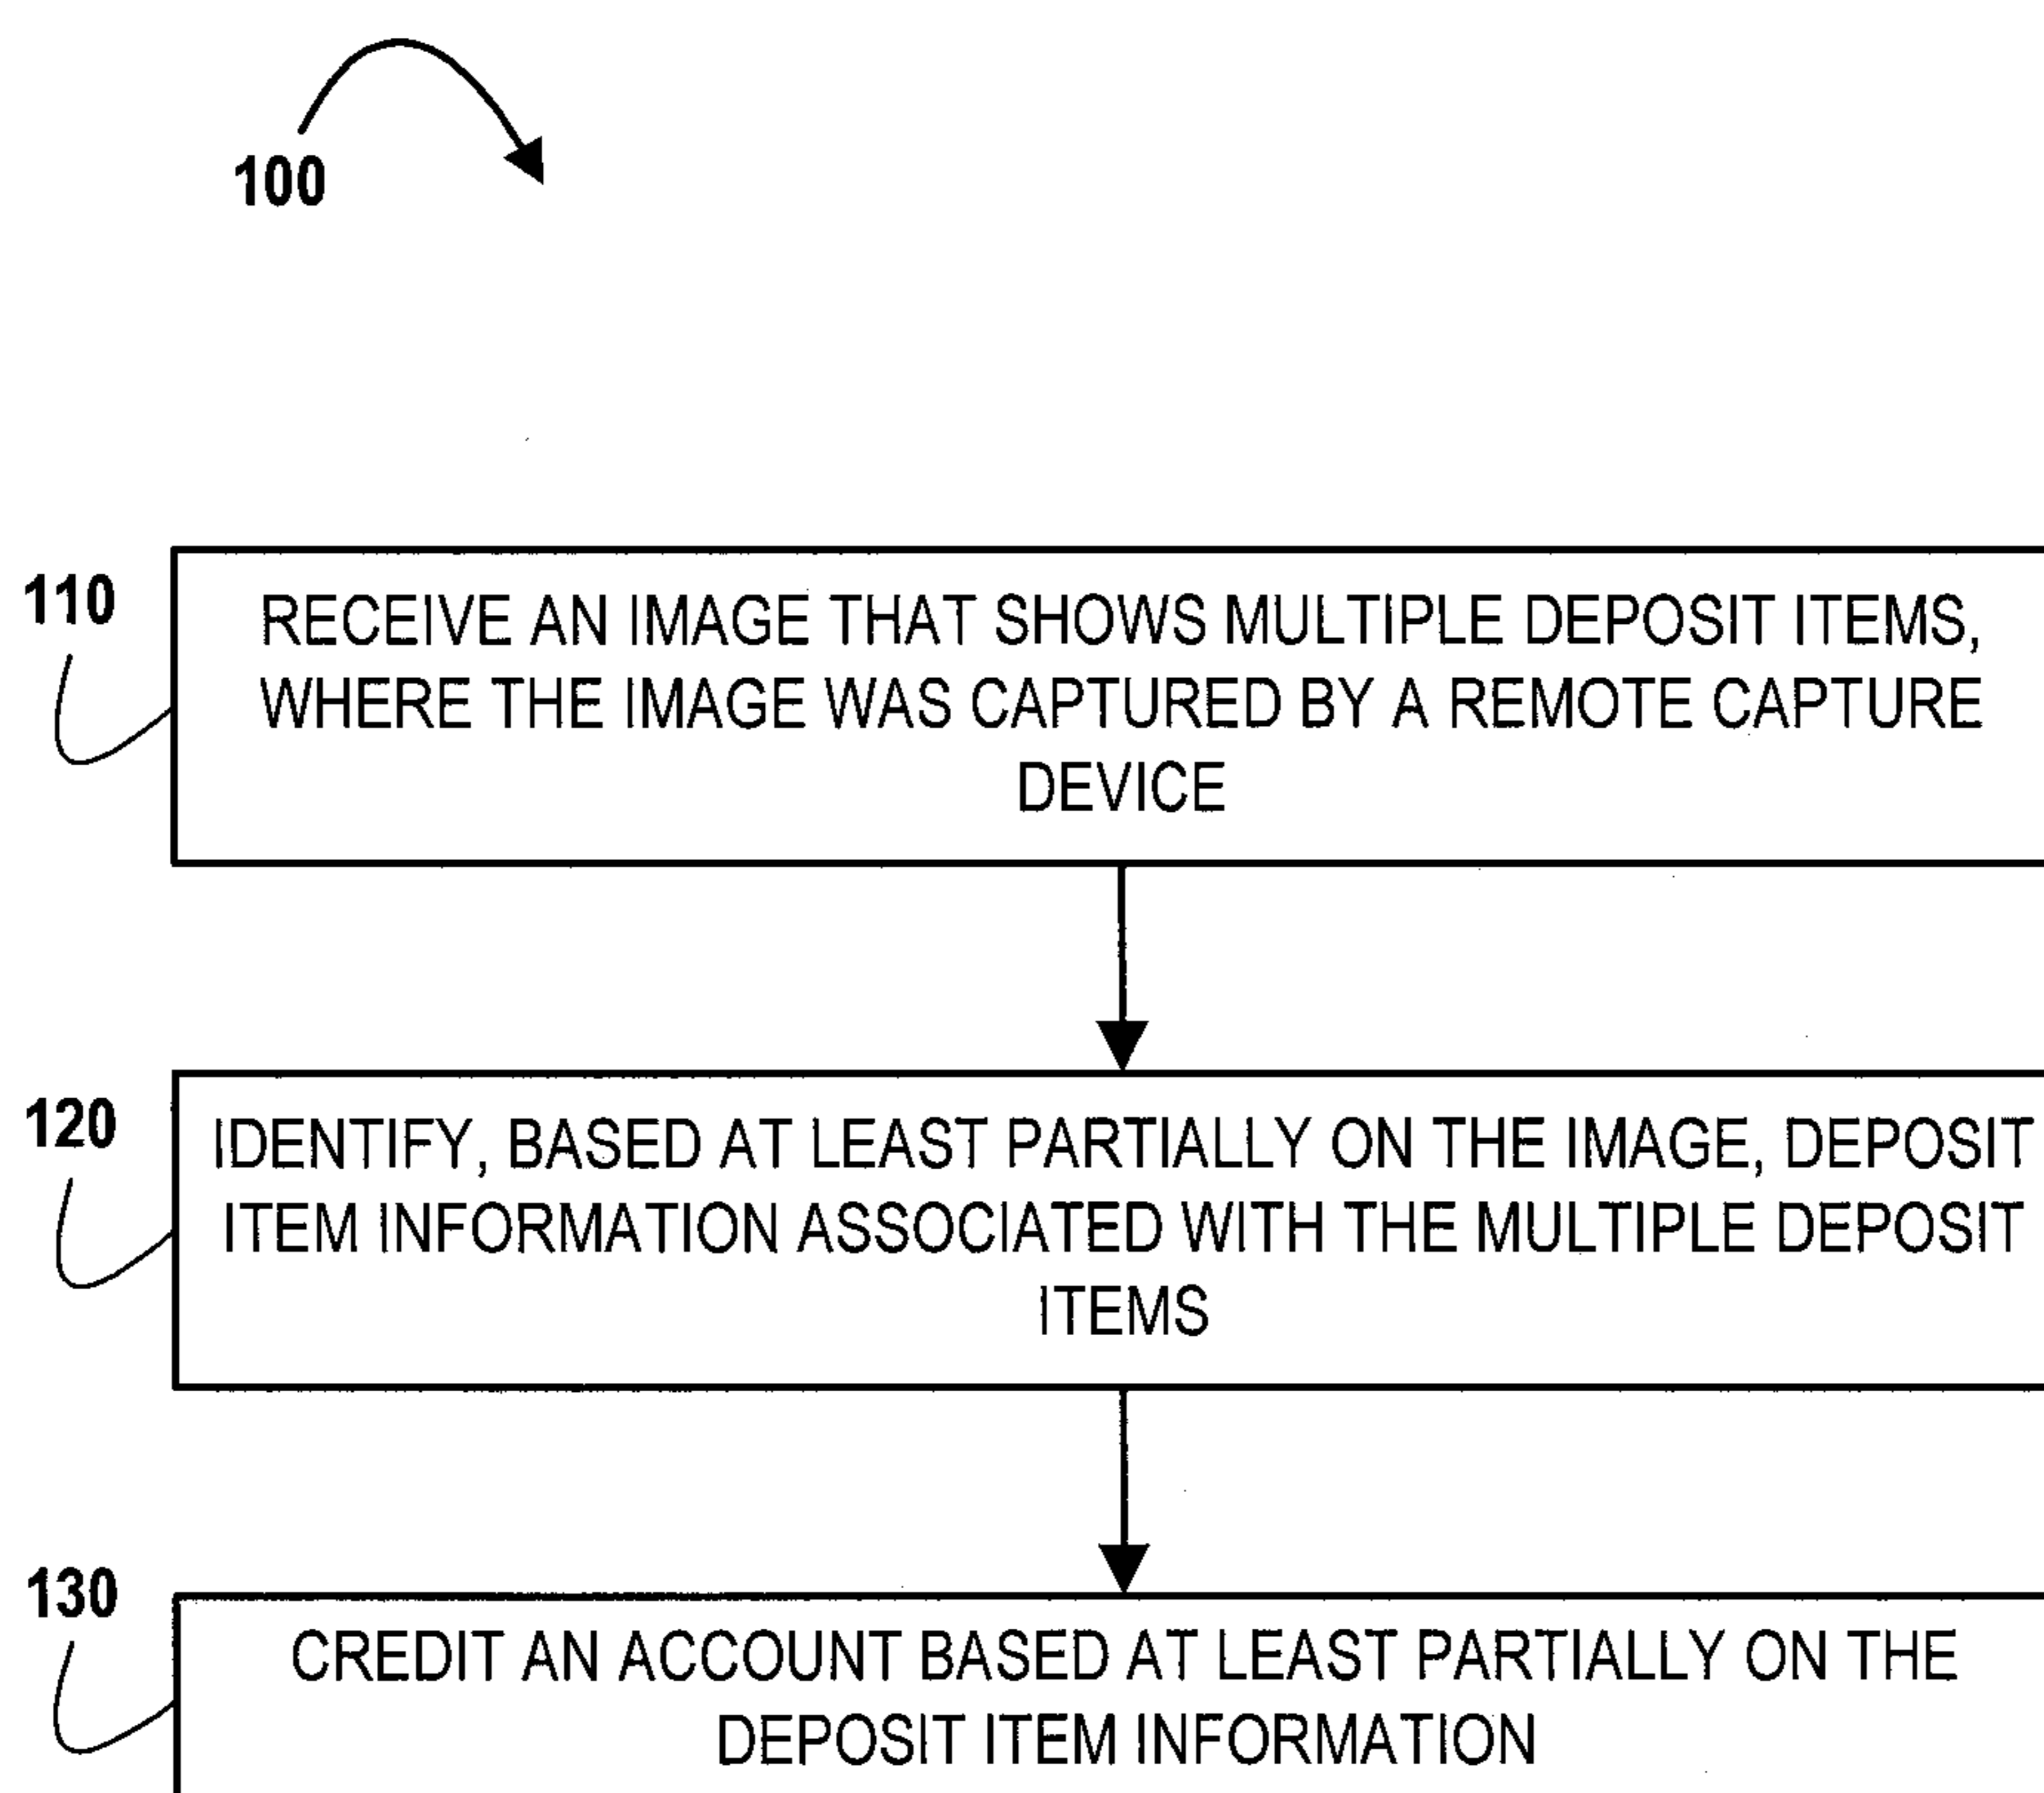 100
110
RECEIVE AN IMAGE THAT SHOWS MULTIPLE DEPOSIT ITEMS,
WHERE THE IMAGE WAS CAPTURED BY A REMOTE CAPTURE
DEVICE
120
IDENTIFY, BASED AT LEAST PARTIALLY ON THE IMAGE, DEPOSIT
ITEM INFORMATION ASSOCIATED WITH THE MULTIPLE DEPOSIT
ITEMS
130
CREDIT AN ACCOUNT BASED AT LEAST PARTIALLY ON THE
DEPOSIT ITEM INFORMATION